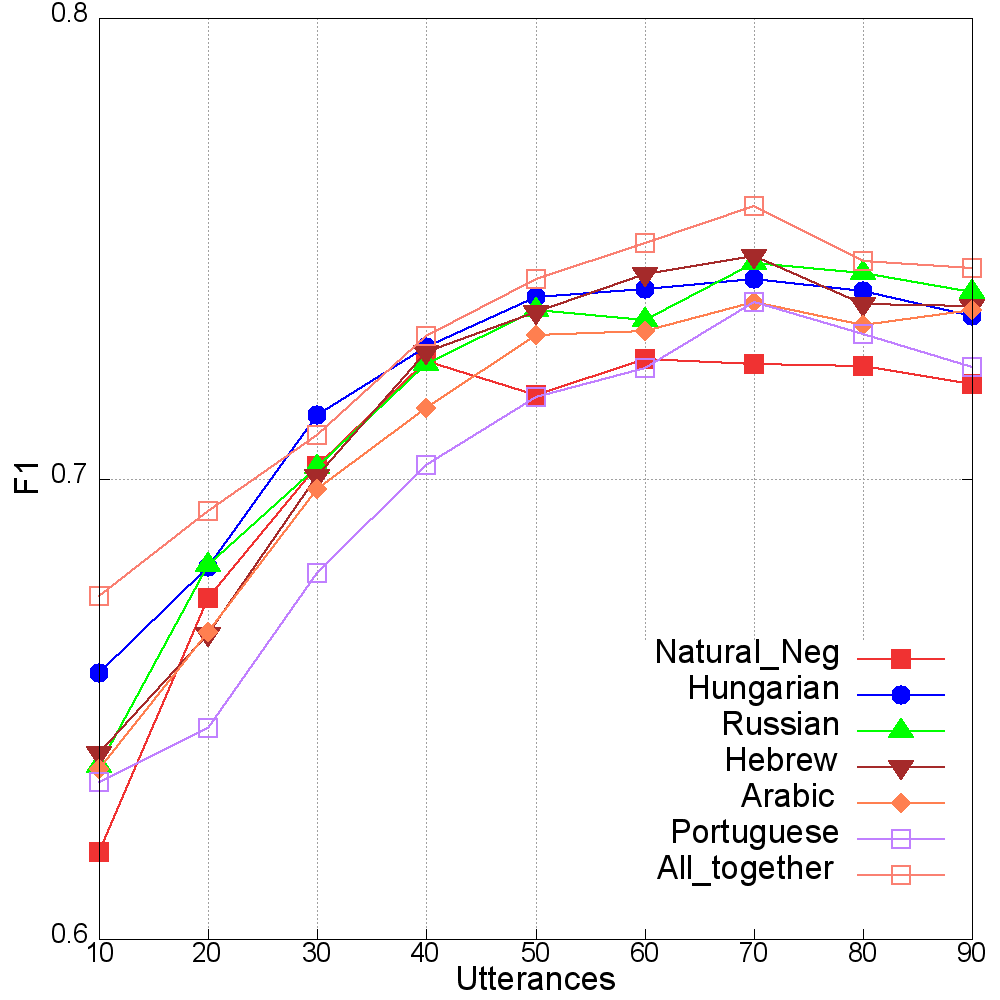 0.8
0.7
0.6
F1
Natural_Neg
Hungarian
Russian
Hebrew
Arabic
Portuguese
All_together
10 20 30 40 50 60 70 80 90
Utterances